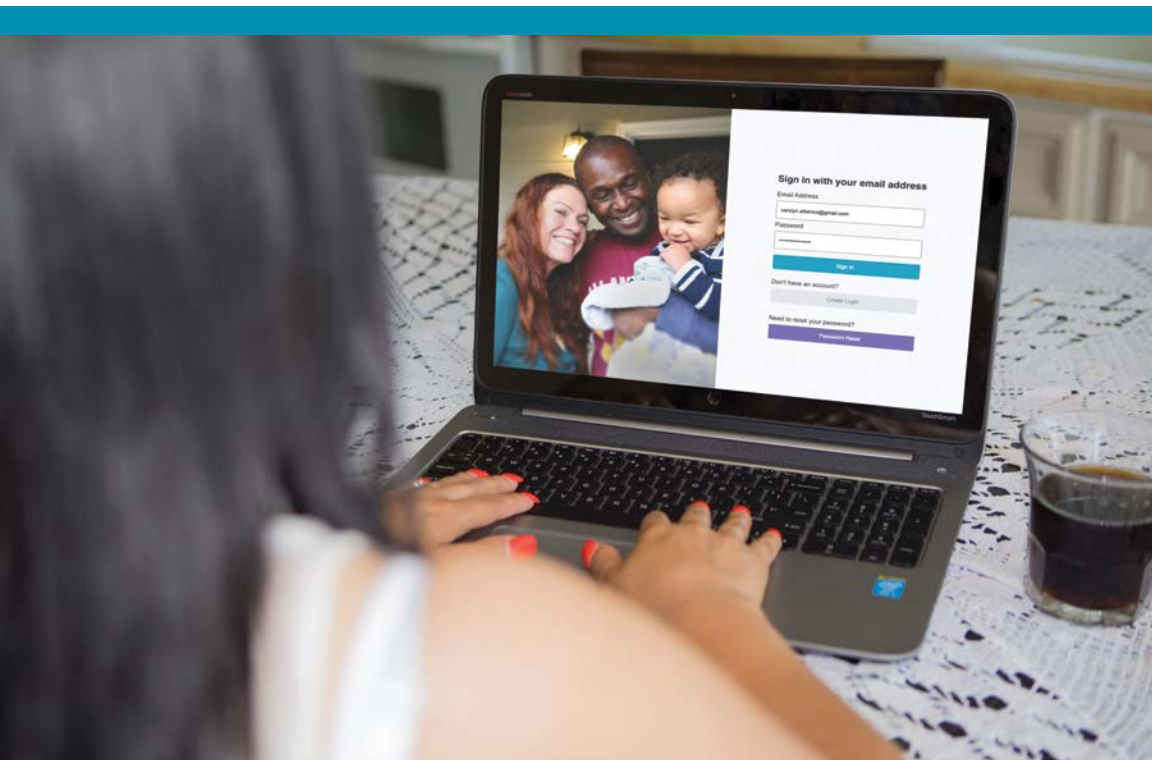 Sign in with your email address
Email Address
Password
Sign In
Don't have an account?
Create Login
Need to reset your password?
Password Reset
TouchSmart